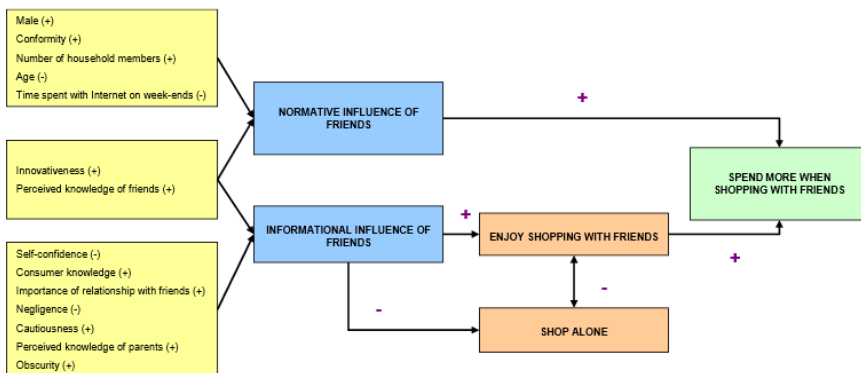 Male (+)
Conformity (+)
Number of household members (+)
Age (-)
Time spent with Internet on week-ends (-)
Innovativeness (+)
Perceived knowledge of friends (+)
Self-confidence (-)
Consumer knowledge (+)
Importance of relationship with friends (+)
Negligence (-)
Cautiousness (+)
Perceived knowledge of parents (+)
Obscurity (+)
NORMATIVE INFLUENCE OF
FRIENDS
+
INFORMATIONAL INFLUENCE OF
FRIENDS
+
-
ENJOY SHOPPING WITH FRIENDS
-
SHOP ALONE
+
SPEND MORE WHEN
SHOPPING WITH FRIENDS